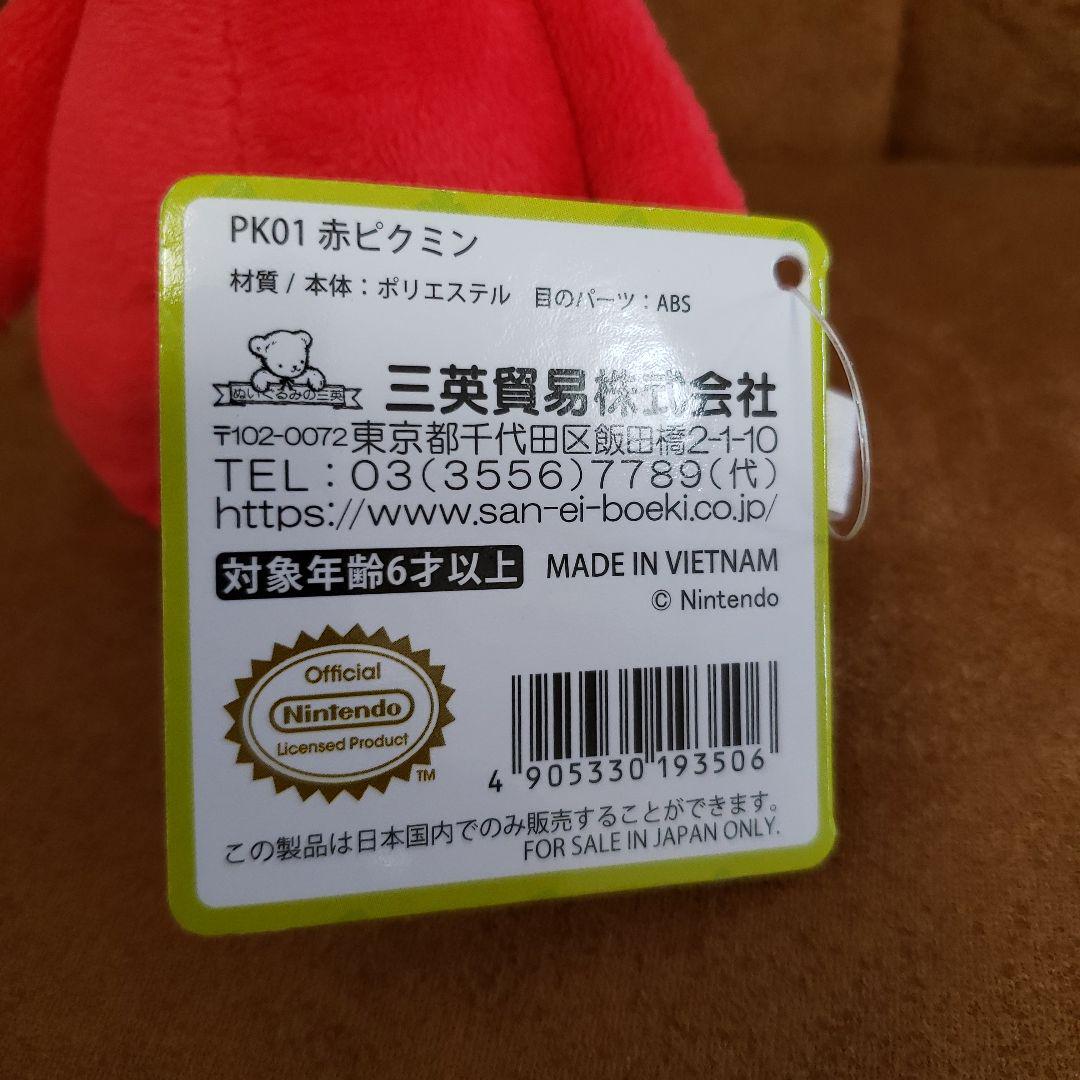 PK01 赤ピクミン
材質 / 本体：ポリエステル　目のパーツ：ABS
ぬいぐるみの三英
三英貿易株式会社
〒102-0072東京都千代田区飯田橋2-1-10
TEL：03(3556)7789(代)
https://www.san-ei-boeki.co.jp/
対象年齢6才以上
MADE IN VIETNAM
© Nintendo
Official
Nintendo
Licensed Product
TM
4 905330 193506
この製品は日本国内でのみ販売することができます。
FOR SALE IN JAPAN ONLY.